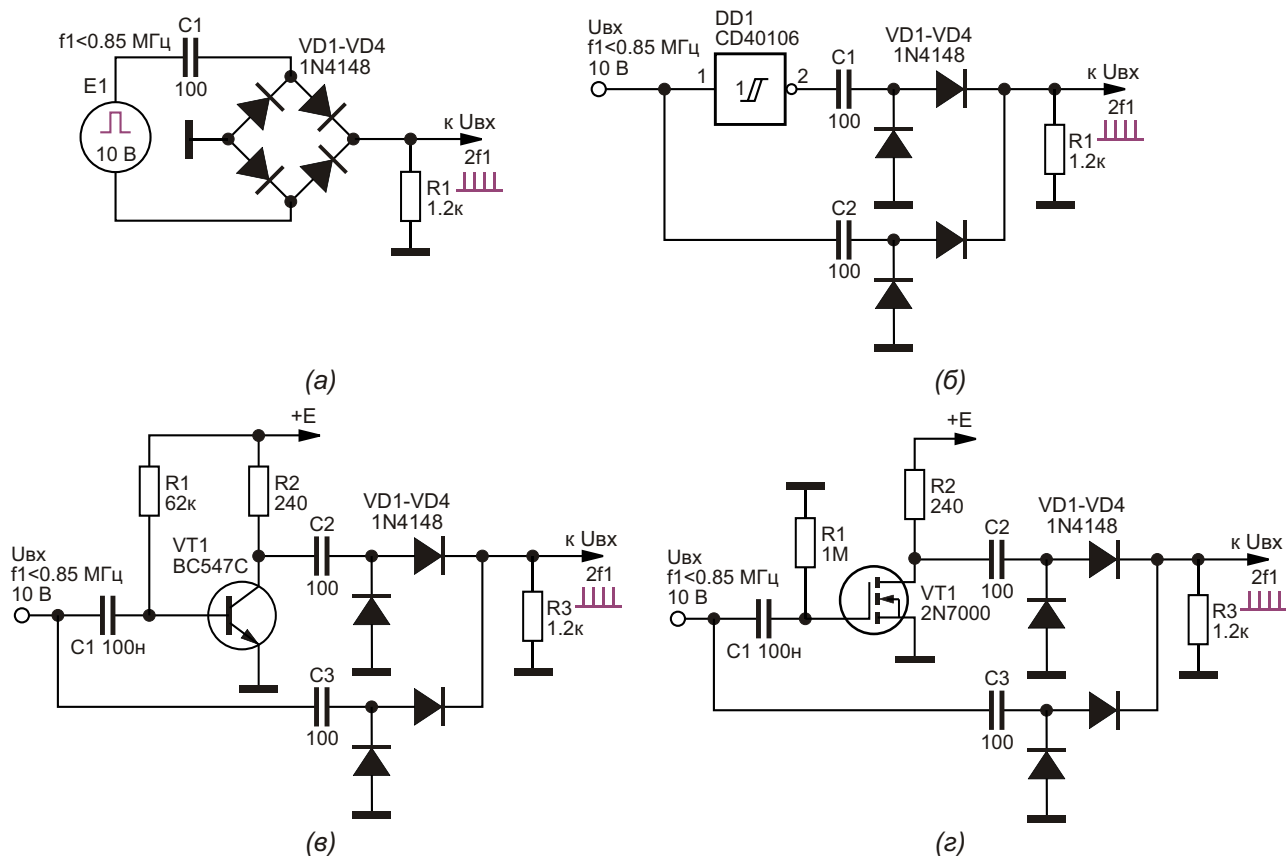 f1<0.85 МГц
C1
100
E1
10 В
VD1-VD4
1N4148
к Uвх
2f1
R1
1.2к
(а)
Uвх
f1<0.85 МГц
10 В
DD1
CD40106
1
1
2
C1
100
VD1-VD4
1N4148
к Uвх
2f1
R1
1.2к
C2
100
(б)
+E
R1
62к
R2
240
VT1
BC547C
Uвх
f1<0.85 МГц
10 В
C1 100н
C2
100
VD1-VD4
1N4148
к Uвх
2f1
R3
1.2к
C3
100
(в)
+E
R2
240
R1
1М
Uвх
f1<0.85 МГц
10 В
C1 100н
VT1
2N7000
C2
100
VD1-VD4
1N4148
к Uвх
2f1
R3
1.2к
C3
100
(г)